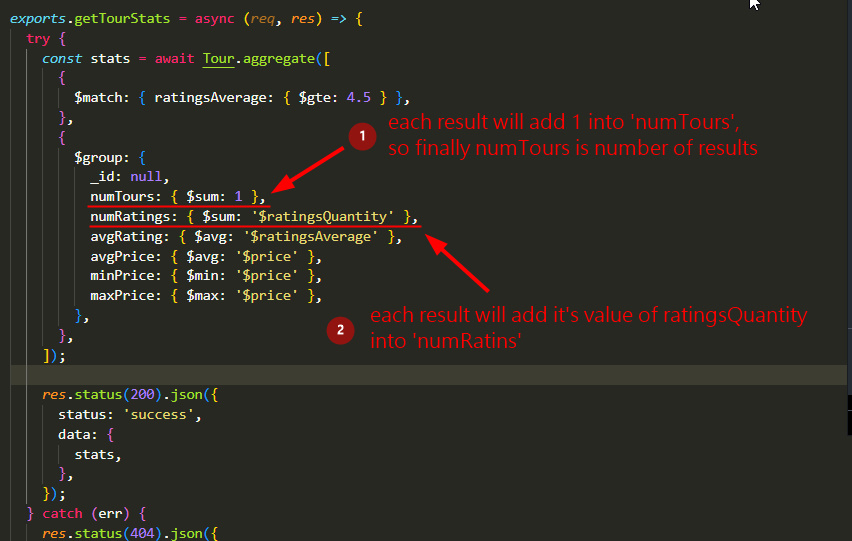 exports.getTourStats = async (req, res) => {
try {
const stats = await Tour.aggregate([
{
$match: { ratingsAverage: { $gte: 4.5 } },
},
{
$group: {
_id: null,
numTours: { $sum: 1 },
numRatings: { $sum: '$ratingsQuantity' },
avgRating: { $avg: '$ratingsAverage' },
avgPrice: { $avg: '$price' },
minPrice: { $min: '$price' },
maxPrice: { $max: '$price' },
},
},
]);
res.status(200).json({
status: 'success',
data: {
stats,
},
});
} catch (err) {
res.status(404).json({
1
each result will add 1 into 'numTours',
so finally numTours is number of results
2
each result will add it's value of ratingsQuantity
into 'numRatins'